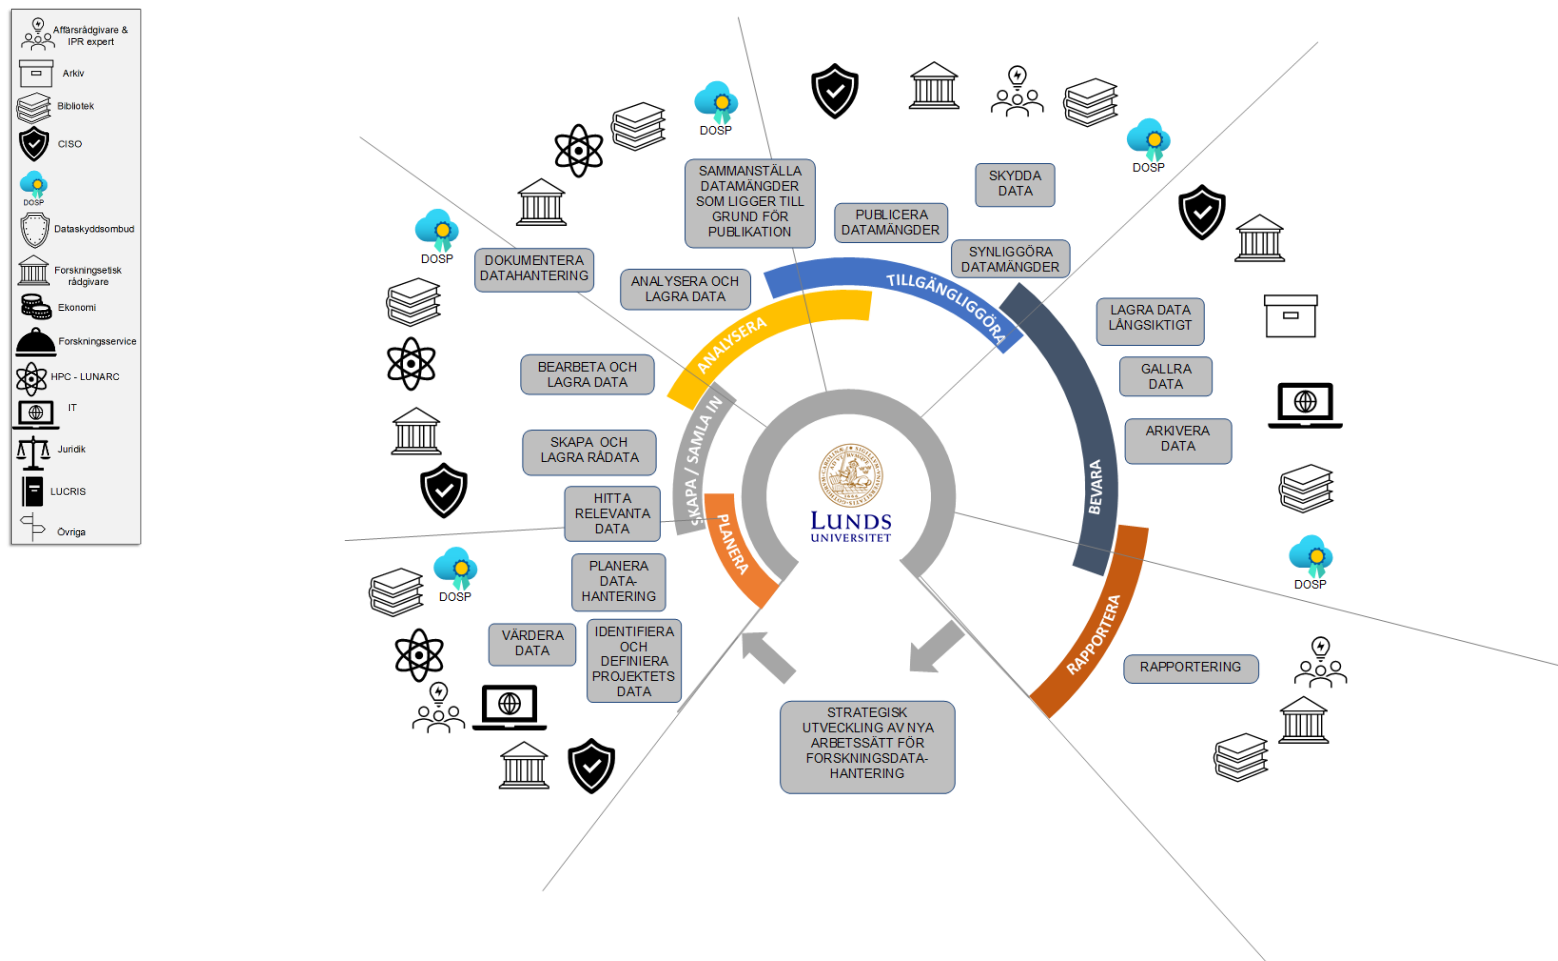 Affärsrådgivare &
IPR expert
Arkiv
Bibliotek
CISO
DOSP
Dataskyddsombud
Forskningsetisk
rådgivare
Ekonomi
Forskningsservice
HPC - LUNARC
IT
Juridik
LUCRIS
Övriga
DOSP
SAMMANSTÄLLA
DATAMÄNGDER
SOM LIGGER TILL
GRUND FÖR
PUBLIKATION
PUBLICERA
DATAMÄNGDER
SKYDDA
DATA
DOSP
SYNLIGGÖRA
DATAMÄNGDER
DOSP
DOKUMENTERA
DATAHANTERING
ANALYSERA OCH
LAGRA DATA
TILLGÄNGLIGGÖRA
ANALYSERA
LAGRA DATA
LÅNGSIKTIGT
BEARBETA OCH
LAGRA DATA
GALLRA
DATA
SKAPA / SAMLA IN
SKAPA OCH
LAGRA RÅDATA
ARKIVERA
DATA
BEVARA
HITTA
RELEVANTA
DATA
LUNDS
UNIVERSITET
PLANERA
DOSP
PLANERA
DATA-
HANTERING
DOSP
VÄRDERA
DATA
IDENTIFIERA
OCH
DEFINIERA
PROJEKTETS
DATA
RAPPORTERA
RAPPORTERING
STRATEGISK
UTVECKLING AV NYA
ARBETSSÄTT FÖR
FORSKNINGSDATA-
HANTERING